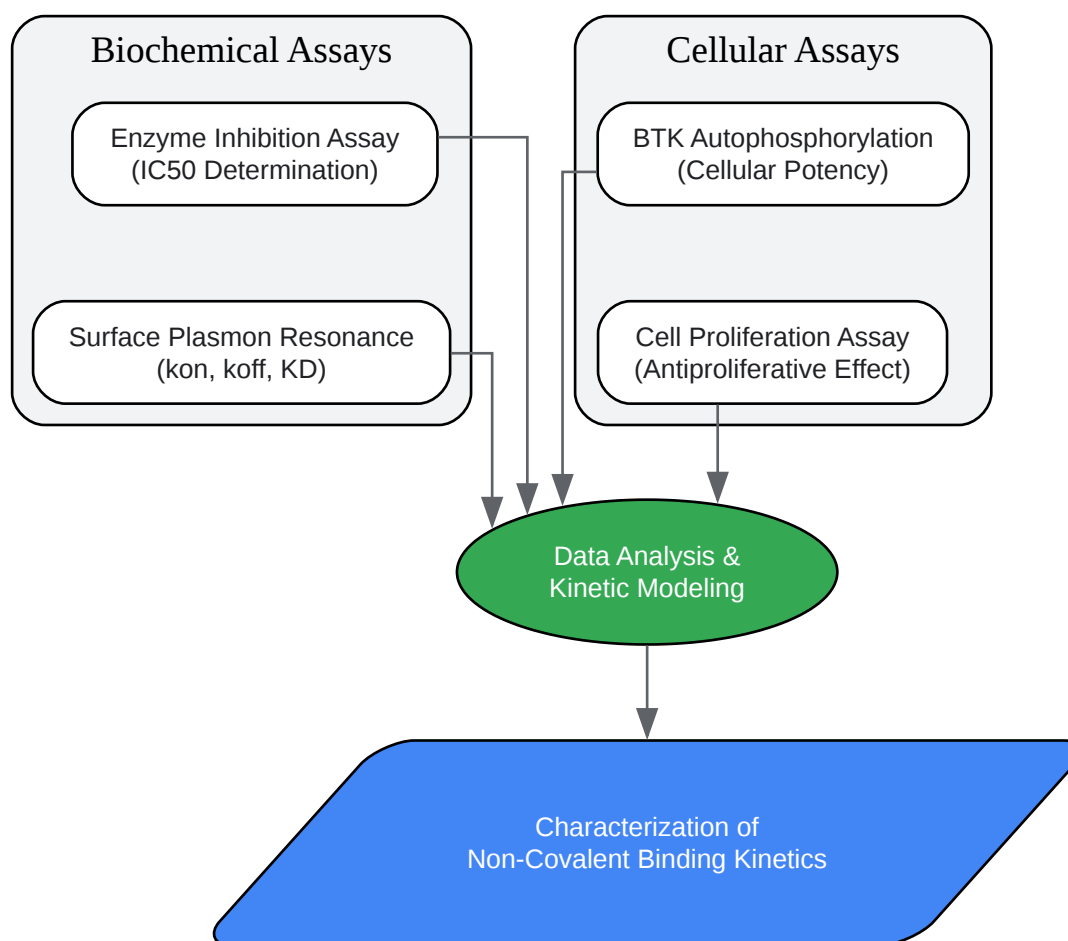 Biochemical Assays
Enzyme Inhibition Assay
(IC50 Determination)
Surface Plasmon Resonance
(kon, koff, KD)
Cellular Assays
BTK Autophosphorylation
(Cellular Potency)
Cell Proliferation Assay
(Antiproliferative Effect)
Data Analysis &
Kinetic Modeling
Characterization of
Non-Covalent Binding Kinetics